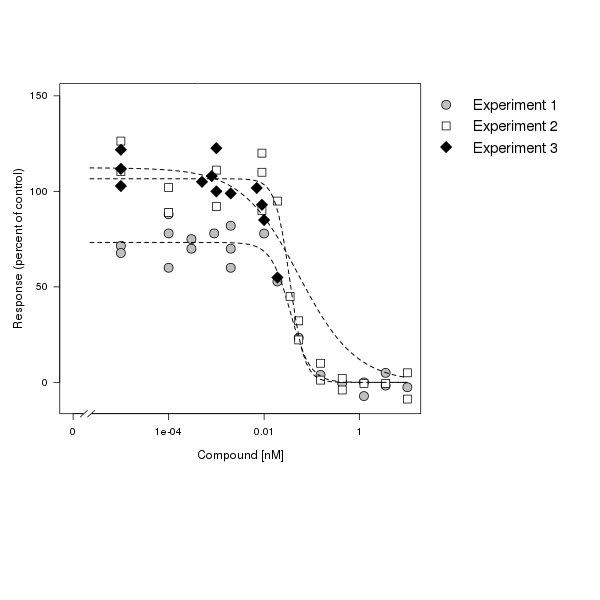 Experiment 1
Experiment 2
Experiment 3
Response (percent of control)
150
100
50
0
0 1e-04 0.01 1
Compound [nM]